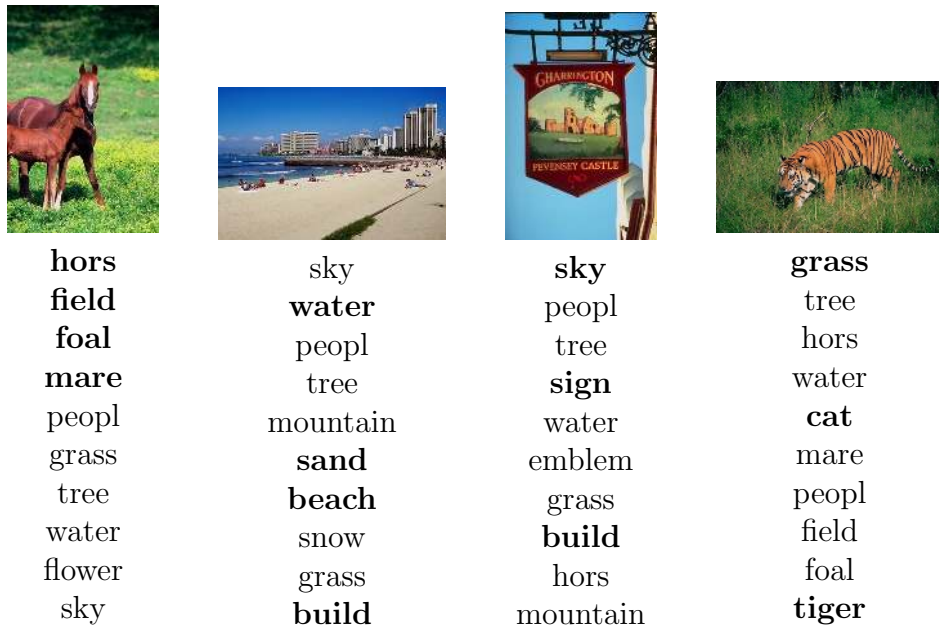 CHARRINGTON
PEVENSEY CASTLE
hors
field
foal
mare
peopl
grass
tree
water
flower
sky
sky
water
peopl
tree
mountain
sand
beach
snow
grass
build
sky
peopl
tree
sign
water
emblem
grass
build
hors
mountain
grass
tree
hors
water
cat
mare
peopl
field
foal
tiger